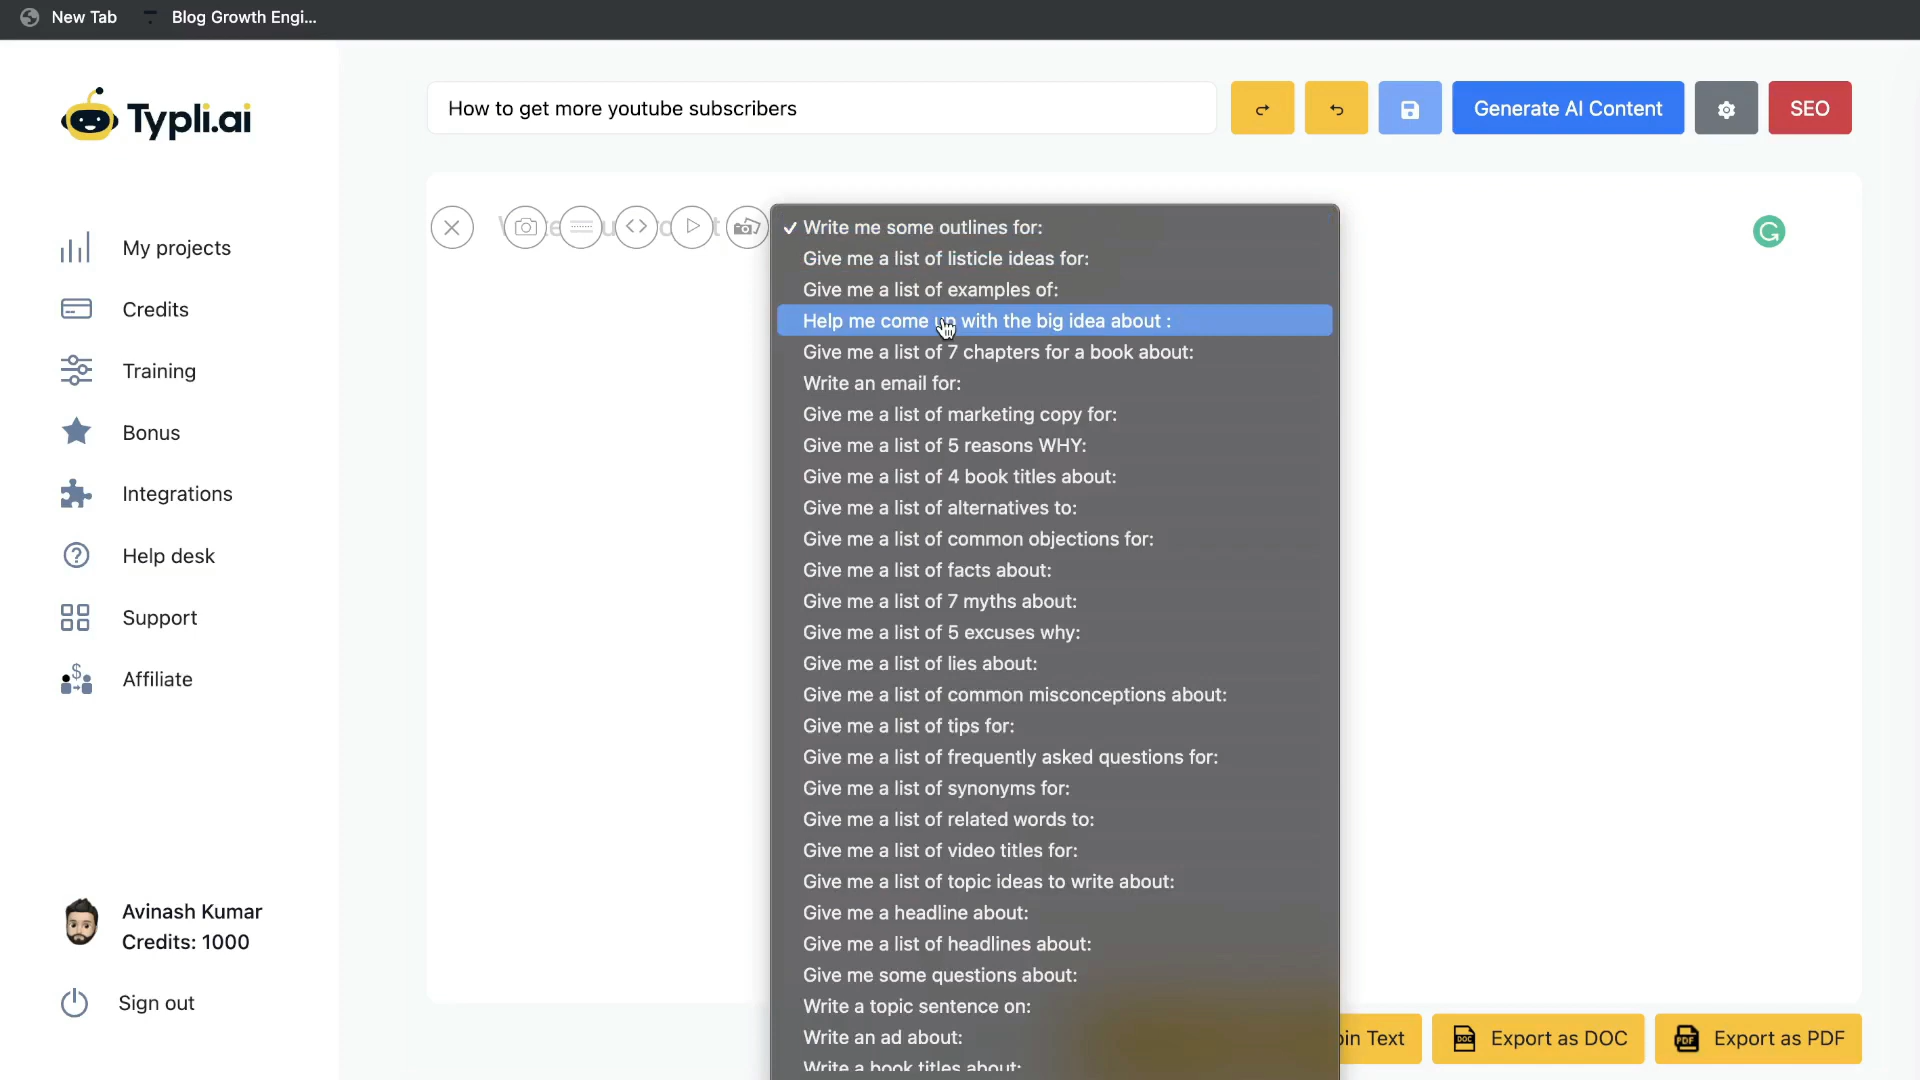 New Tab
Blog Growth Engi...
Typli.ai
How to get more youtube subscribers
Generate AI Content
SEO
My projects
Credits
Training
Bonus
Integrations
Help desk
Support
Affiliate
Avinash Kumar
Credits: 1000
Sign out
✓ Write me some outlines for:
Give me a list of listicle ideas for:
Give me a list of examples of:
Help me come up with the big idea about :
Give me a list of 7 chapters for a book about:
Write an email for:
Give me a list of marketing copy for:
Give me a list of 5 reasons WHY:
Give me a list of 4 book titles about:
Give me a list of alternatives to:
Give me a list of common objections for:
Give me a list of facts about:
Give me a list of 7 myths about:
Give me a list of 5 excuses why:
Give me a list of lies about:
Give me a list of common misconceptions about:
Give me a list of tips for:
Give me a list of frequently asked questions for:
Give me a list of synonyms for:
Give me a list of related words to:
Give me a list of video titles for:
Give me a list of topic ideas to write about:
Give me a headline about:
Give me a list of headlines about:
Give me some questions about:
Write a topic sentence on:
Write an ad about:
Write a book titles about:
Text
DOC Export as DOC
PDF Export as PDF